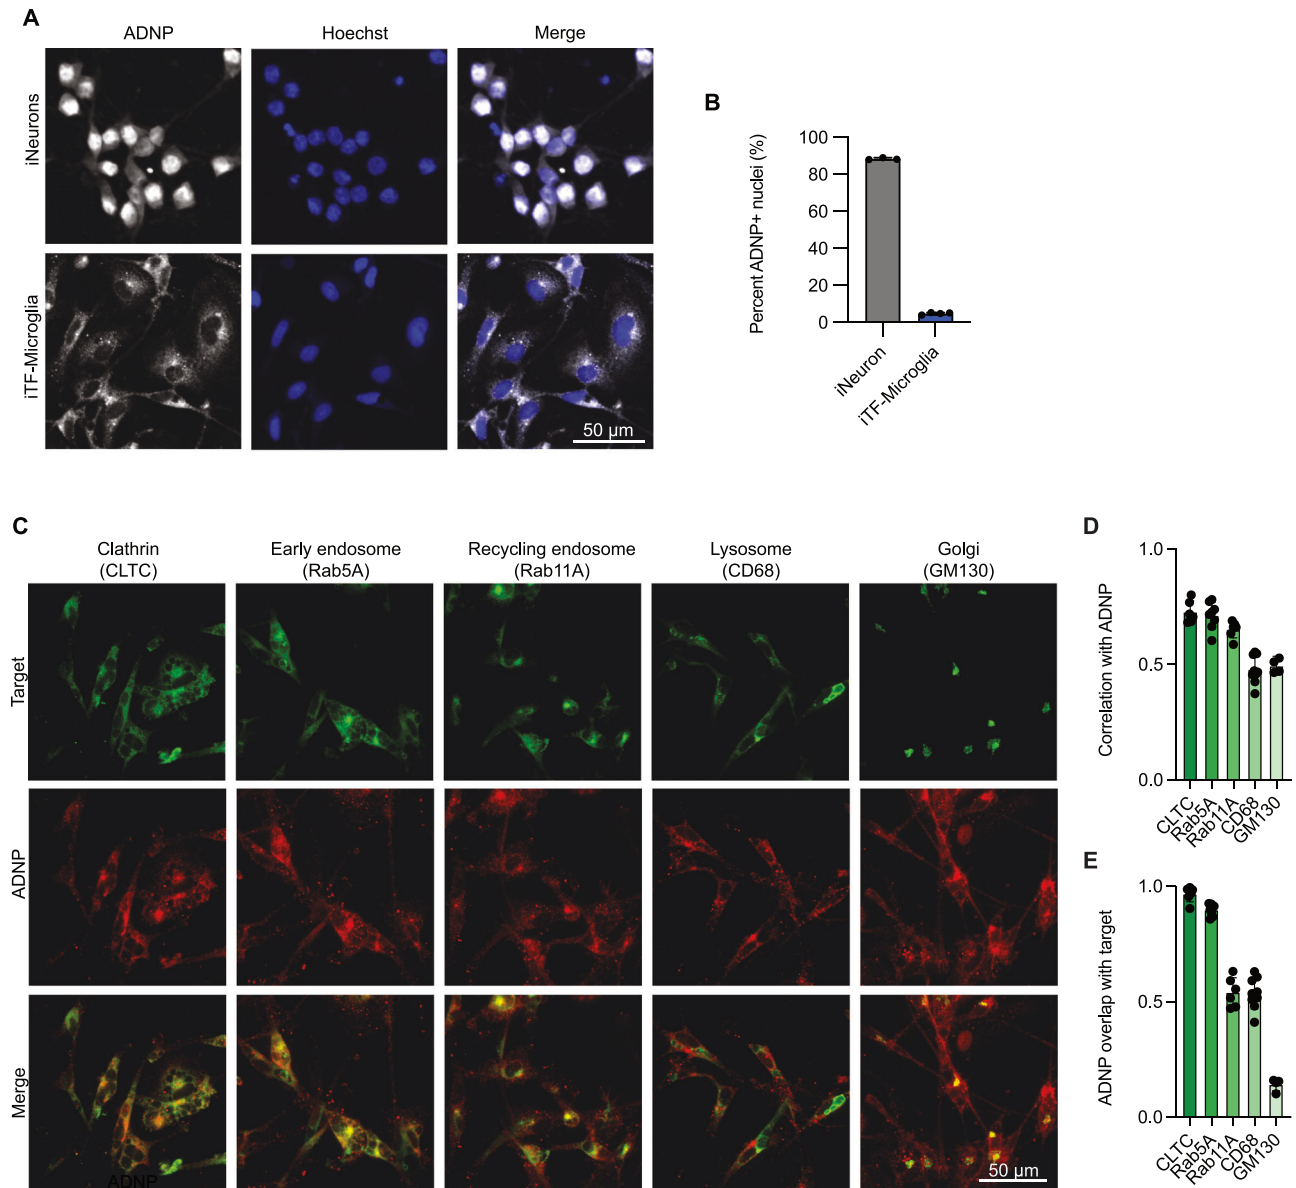 A
ADNP
Hoechst
Merge
iNeurons
iTF-Microglia
50 µm
B
Percent ADNP+ nuclei (%)
100
80
60
40
20
0
iNeuron
iTF-Microglia
C
Clathrin
(CLTC)
Early endosome
(Rab5A)
Recycling endosome
(Rab11A)
Lysosome
(CD68)
Golgi
(GM130)
Target
ADNP
Merge
ADNP
50 µm
D
Correlation with ADNP
1.0
0.5
0.0
CLTC
Rab5A
Rab11A
CD68
GM130
E
ADNP overlap with target
1.0
0.5
0.0
CLTC
Rab5A
Rab11A
CD68
GM130